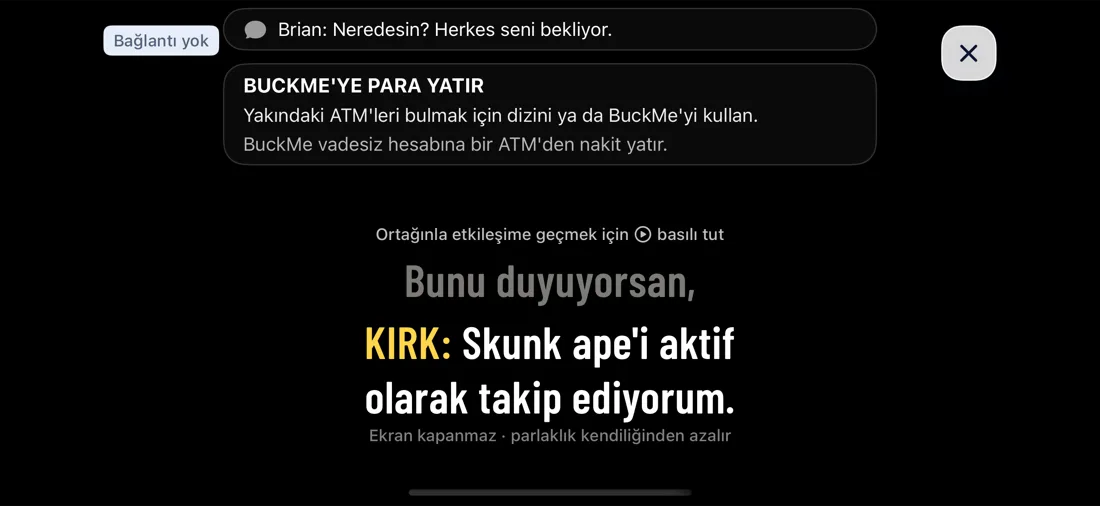 Bağlantı yok
Brian: Neredesin? Herkes seni bekliyor.
BUCKME'YE PARA YATIR
Yakındaki ATM'leri bulmak için dizini ya da BuckMe'yi kullan.
BuckMe vadesiz hesabına bir ATM'den nakit yatır.
Ortağınla etkileşime geçmek için basılı tut
Bunu duyuyorsan,
KIRK: Skunk ape'i aktif
olarak takip ediyorum.
Ekran kapanmaz · parlaklık kendiliğinden azalır